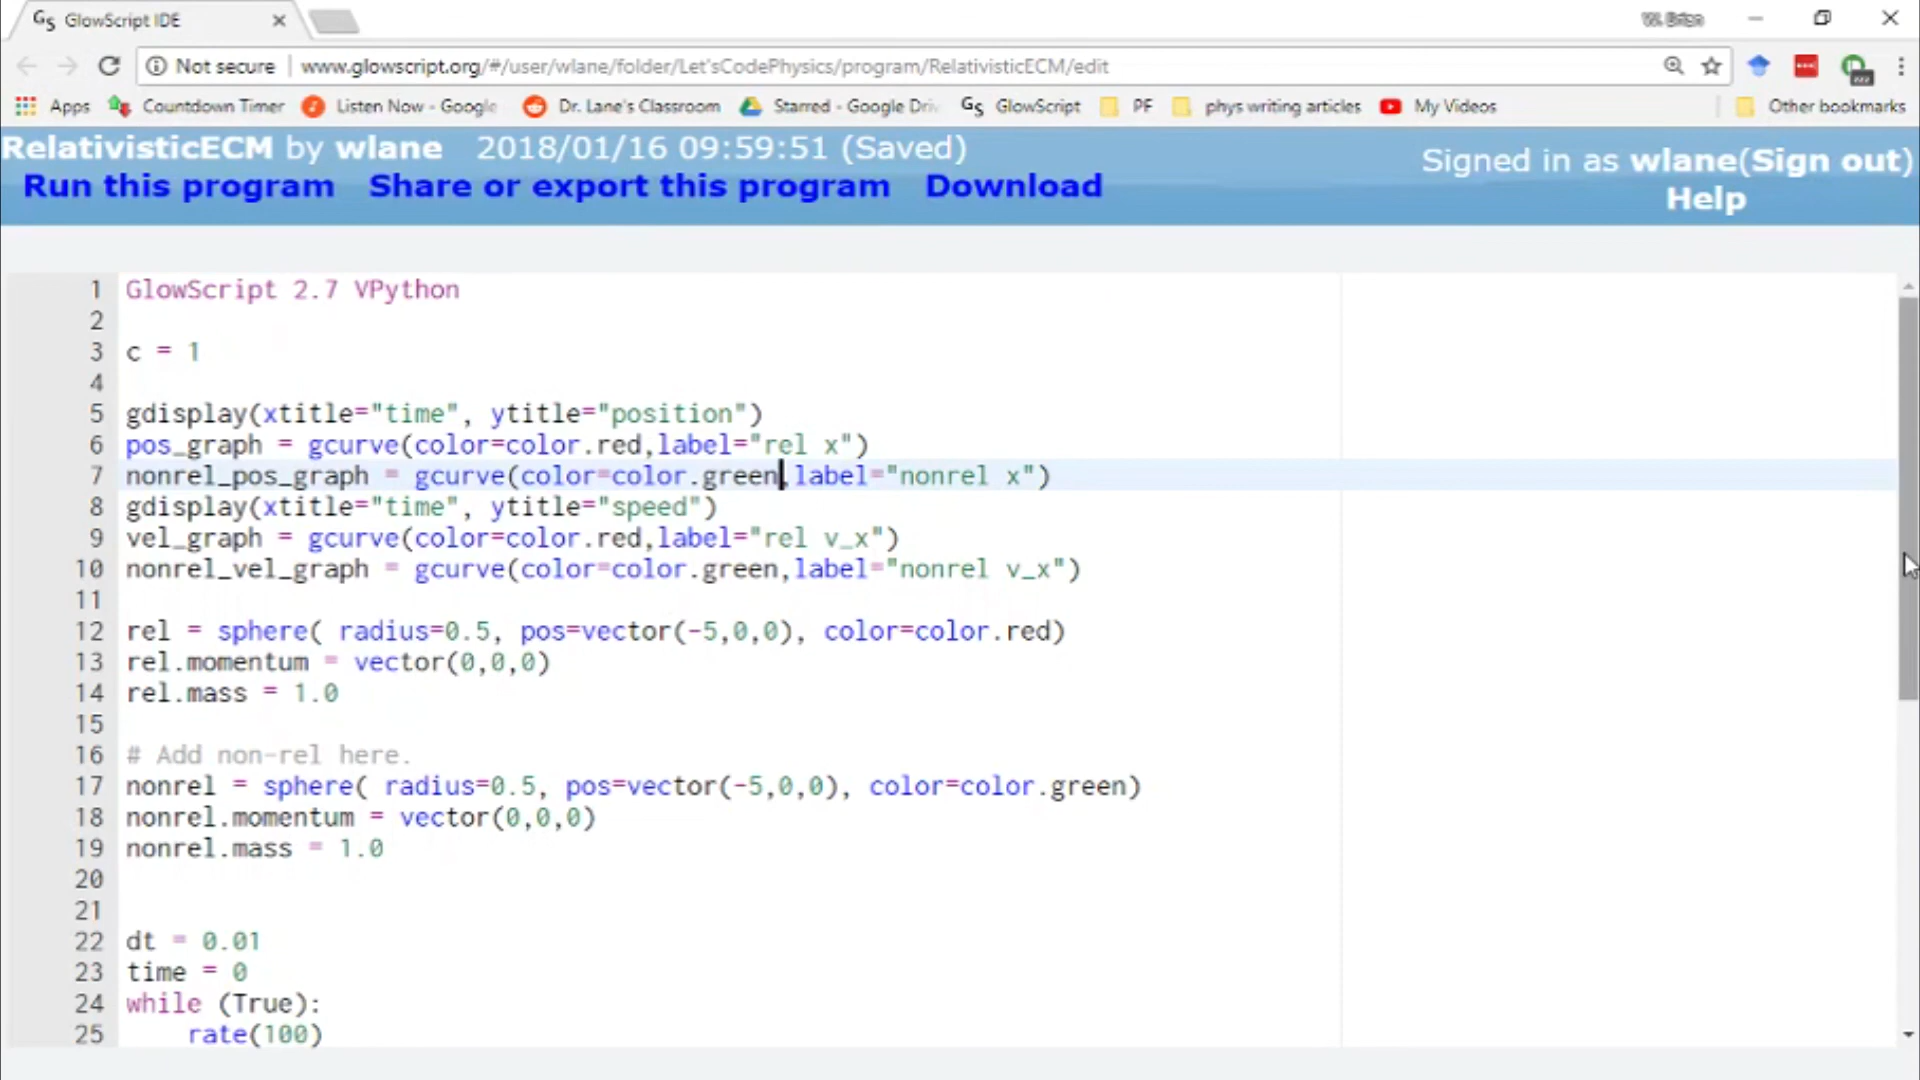 GlowScript IDE
Not secure | www.glowscript.org/#/user/wlane/folder/Let'sCodePhysics/program/RelativisticECM/edit
Apps Countdown Timer Listen Now - Google Dr. Lane's Classroom Starred - Google Driv GlowScript PF phys writing articles My Videos Other bookmarks
RelativisticECM by wlane 2018/01/16 09:59:51 (Saved)
Signed in as wlane(Sign out)
Run this program Share or export this program Download
Help
1 GlowScript 2.7 VPython
2
3 c = 1
4
5 gdisplay(xtitle="time", ytitle="position")
6 pos_graph = gcurve(color=color.red,label="rel x")
7 nonrel_pos_graph = gcurve(color=color.green,label="nonrel x")
8 gdisplay(xtitle="time", ytitle="speed")
9 vel_graph = gcurve(color=color.red,label="rel v_x")
10 nonrel_vel_graph = gcurve(color=color.green,label="nonrel v_x")
11
12 rel = sphere( radius=0.5, pos=vector(-5,0,0), color=color.red)
13 rel.momentum = vector(0,0,0)
14 rel.mass = 1.0
15
16 # Add non-rel here.
17 nonrel = sphere( radius=0.5, pos=vector(-5,0,0), color=color.green)
18 nonrel.momentum = vector(0,0,0)
19 nonrel.mass = 1.0
20
21
22 dt = 0.01
23 time = 0
24 while (True):
25 rate(100)